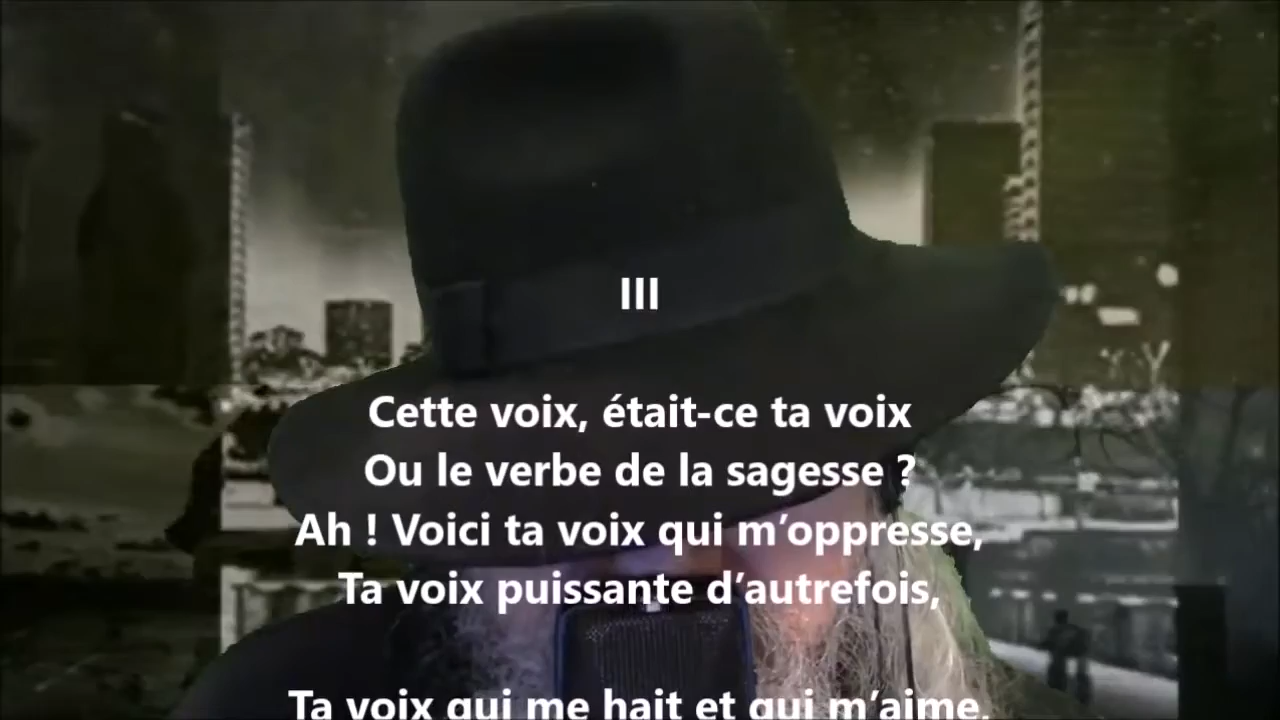 III
Cette voix, était-ce ta voix
Ou le verbe de la sagesse ?
Ah ! Voici ta voix qui m’oppresse,
Ta voix puissante d’autrefois,
Ta voix qui me hait et qui m’aime,